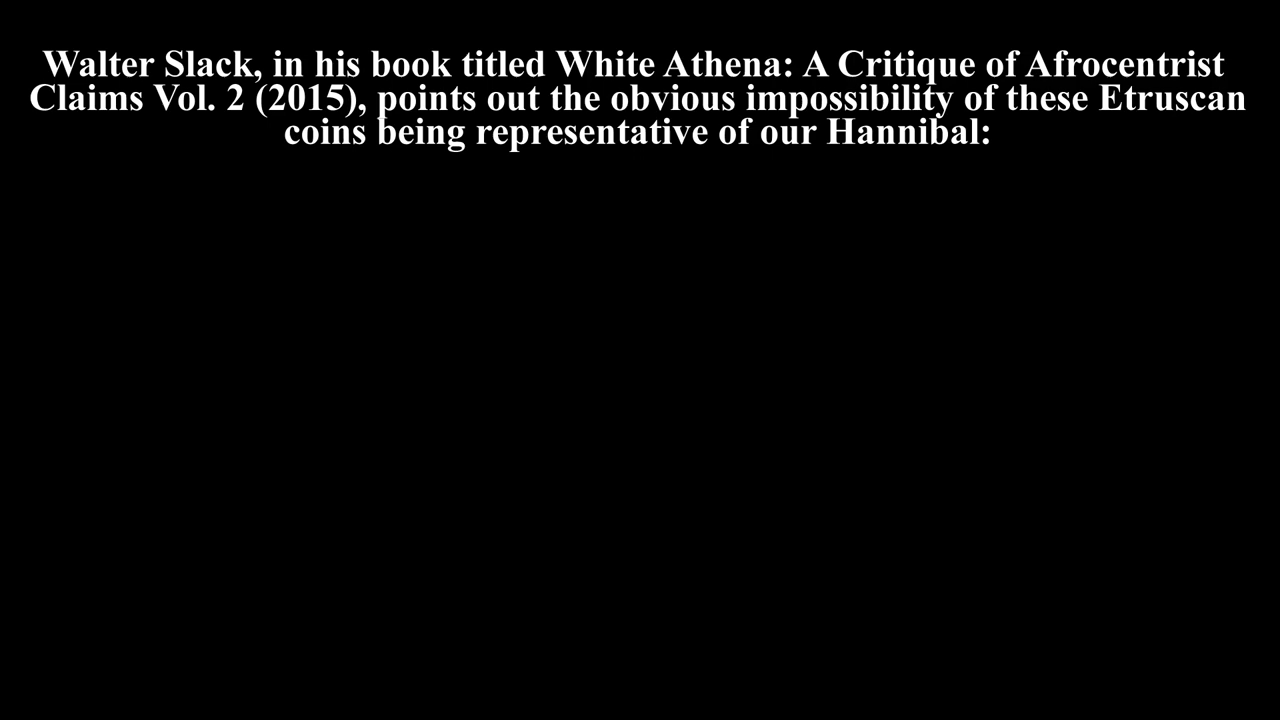 Walter Slack, in his book titled White Athena: A Critique of Afrocentrist
Claims Vol. 2 (2015), points out the obvious impossibility of these Etruscan
coins being representative of our Hannibal: